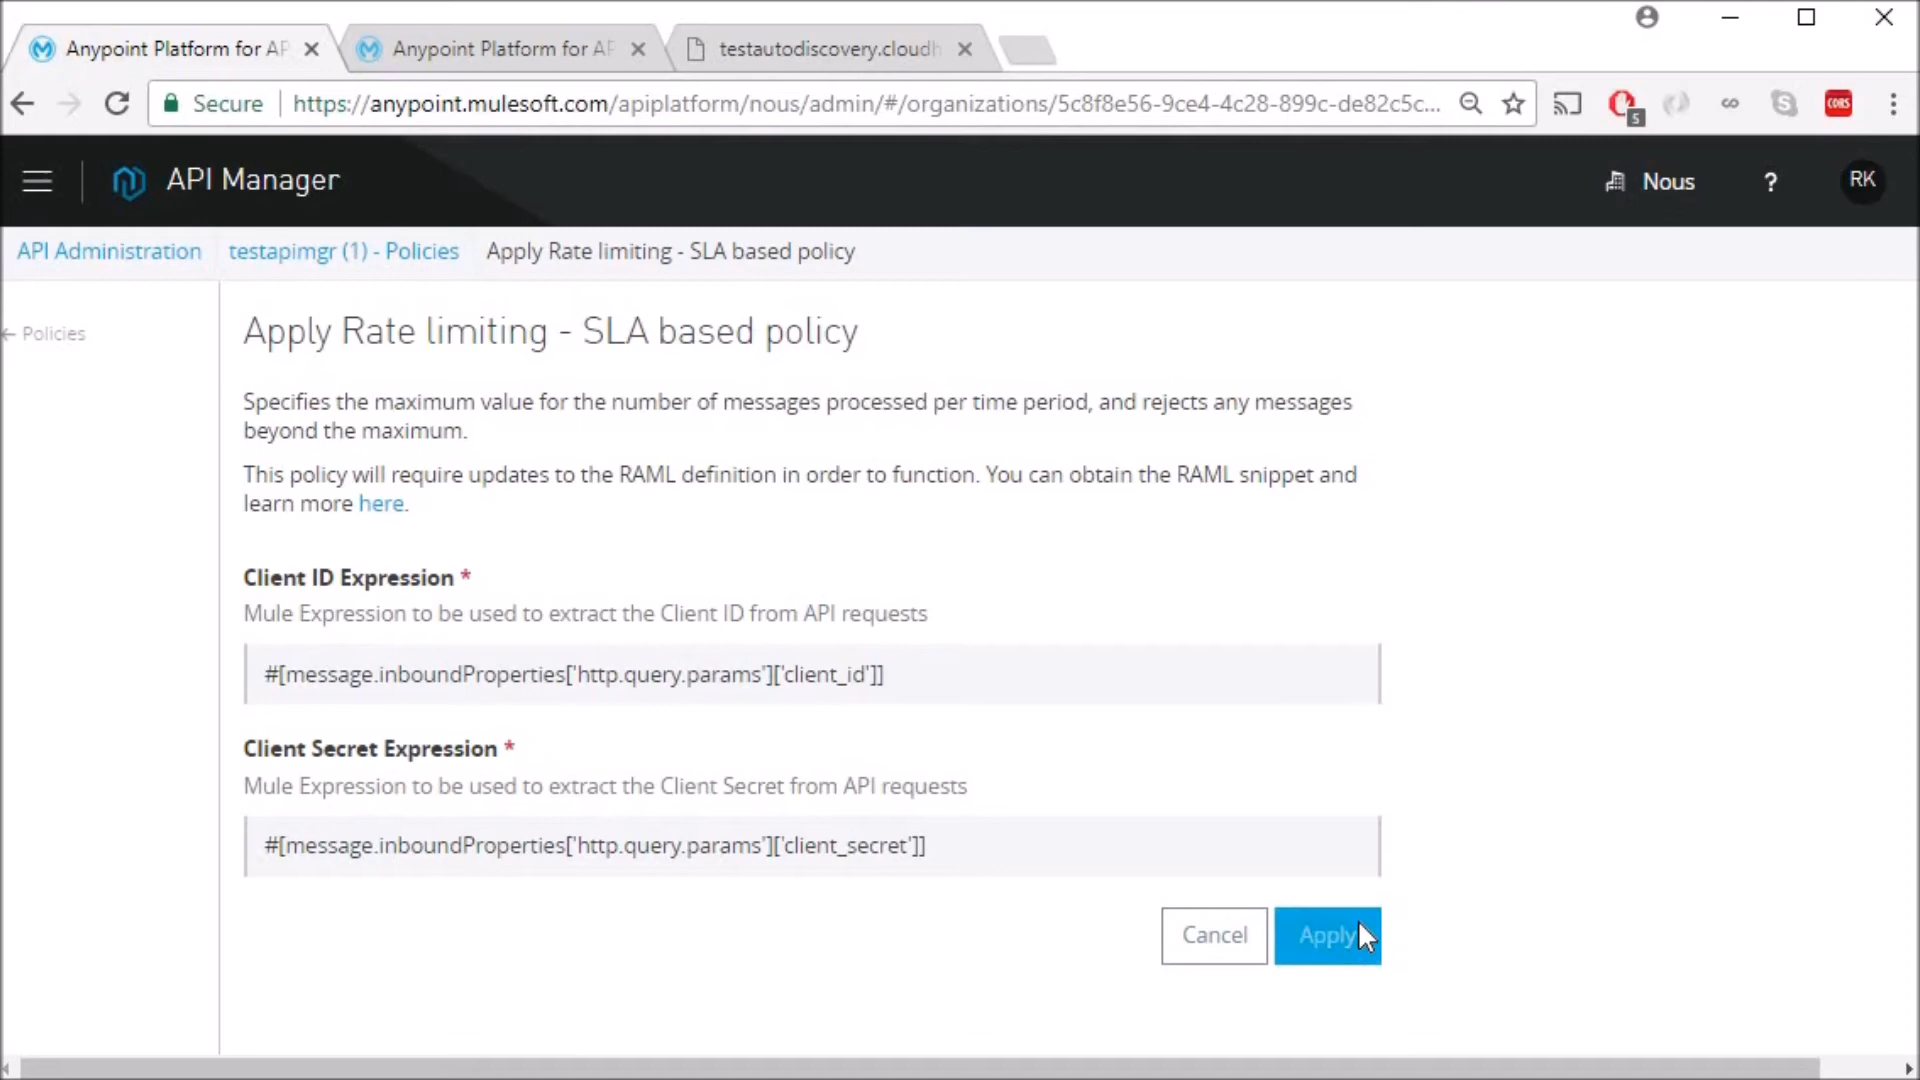 Anypoint Platform for AP
Anypoint Platform for AP
testautodiscovery.cloudh
Secure
https://anypoint.mulesoft.com/apiplatform/nous/admin/#/organizations/5c8f8e56-9ce4-4c28-899c-de82c5c...
5
CORS
API Manager
Nous
?
RK
API Administration
testapimgr (1) - Policies
Apply Rate limiting - SLA based policy
← Policies
Apply Rate limiting - SLA based policy
Specifies the maximum value for the number of messages processed per time period, and rejects any messages
beyond the maximum.
This policy will require updates to the RAML definition in order to function. You can obtain the RAML snippet and
learn more here.
Client ID Expression *
Mule Expression to be used to extract the Client ID from API requests
#[message.inboundProperties['http.query.params']['client_id']]
Client Secret Expression *
Mule Expression to be used to extract the Client Secret from API requests
#[message.inboundProperties['http.query.params']['client_secret']]
Cancel
Apply